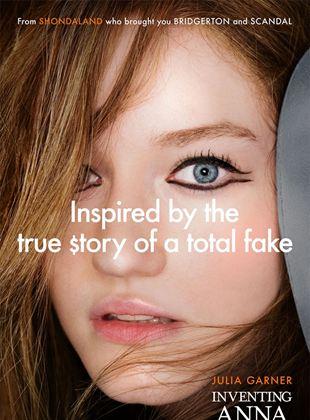 From SHONDALAND who brought you BRIDGERTON and SCANDAL
Inspired by the
true $tory of a total fake
JULIA GARNER
INVENTING
ANNA